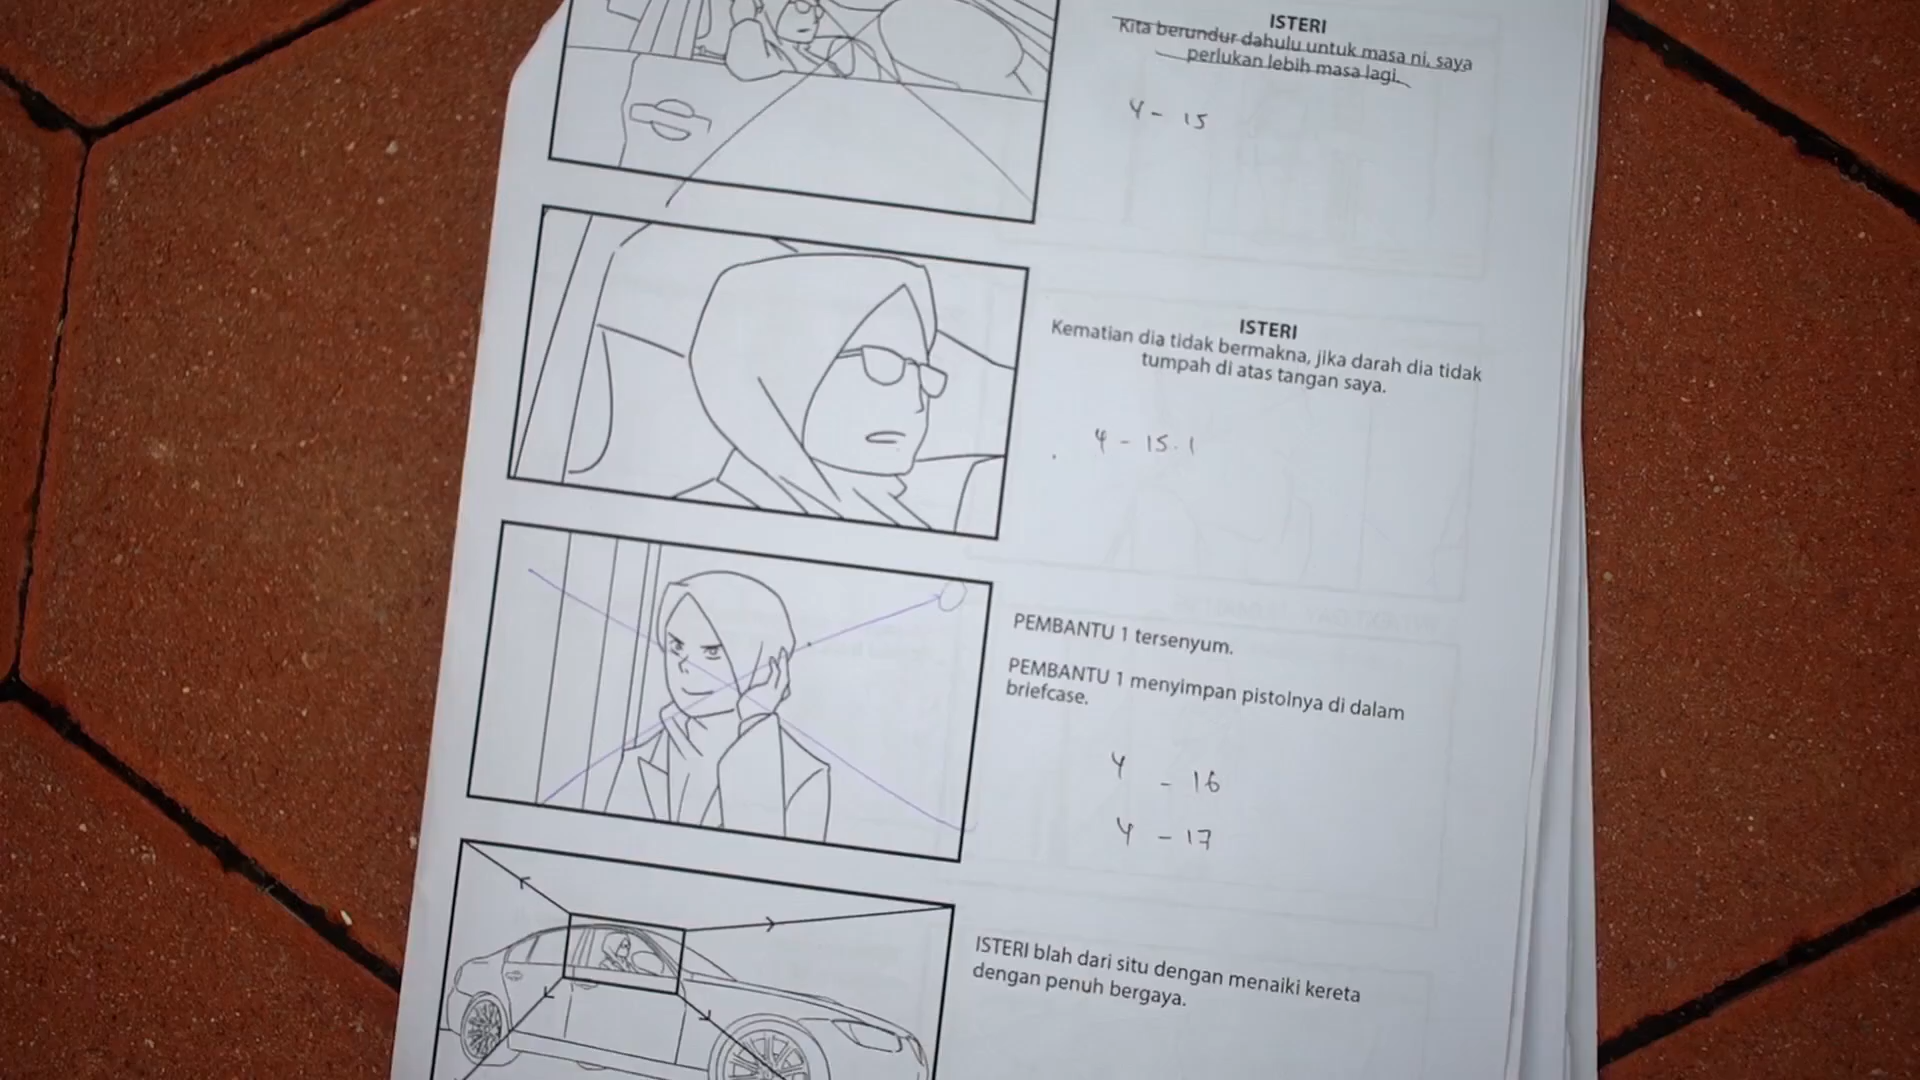 ISTERI
Kita berundur dahulu untuk masa ni, saya
perlukan lebih masa lagi.
4 - 15
ISTERI
Kematian dia tidak bermakna, jika darah dia tidak
tumpah di atas tangan saya.
4 - 15.1
PEMBANTU 1 tersenyum.
PEMBANTU 1 menyimpan pistolnya di dalam
briefcase.
4 - 16
4 - 17
ISTERI blah dari situ dengan menaiki kereta
dengan penuh bergaya.